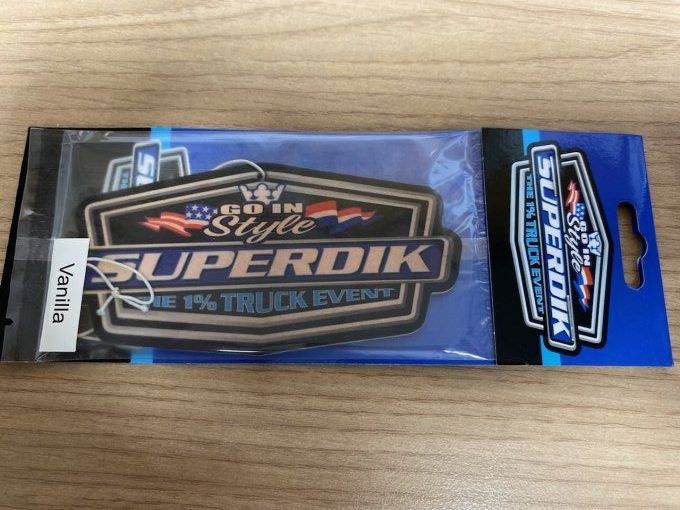 Vanilla
GO IN
Style
SUPERDIK
THE 1% TRUCK EVENT
GO IN
Style
SUPERDIK
THE 1% TRUCK EVENT